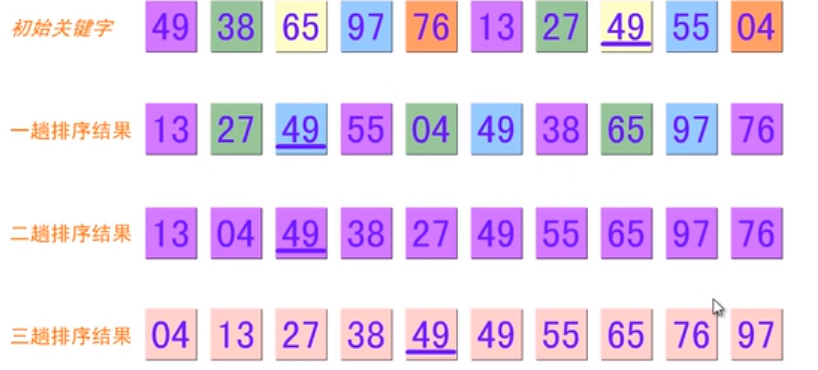 初始关键字 49 38 65 97 76 13 27 49 55 04
一趟排序结果 13 27 49 55 04 49 38 65 97 76
二趟排序结果 13 04 49 38 27 49 55 65 97 76
三趟排序结果 04 13 27 38 49 49 55 65 76 97